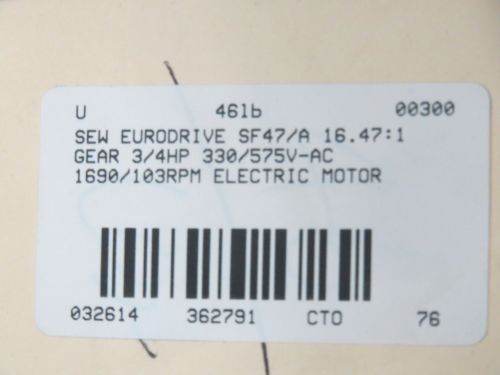 U 46lb 00300
SEW EURODRIVE SF47/A 16.47:1
GEAR 3/4HP 330/575V-AC
1690/103RPM ELECTRIC MOTOR
032614 362791 CTO 76